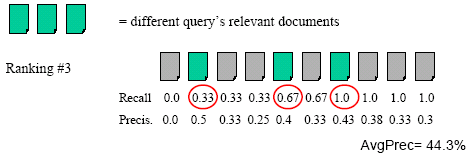 = different query's relevant documents
Ranking #3
Recall 0.0 0.33 0.33 0.33 0.67 0.67 1.0 1.0 1.0 1.0
Precis. 0.0 0.5 0.33 0.25 0.4 0.33 0.43 0.38 0.33 0.3
AvgPrec= 44.3%